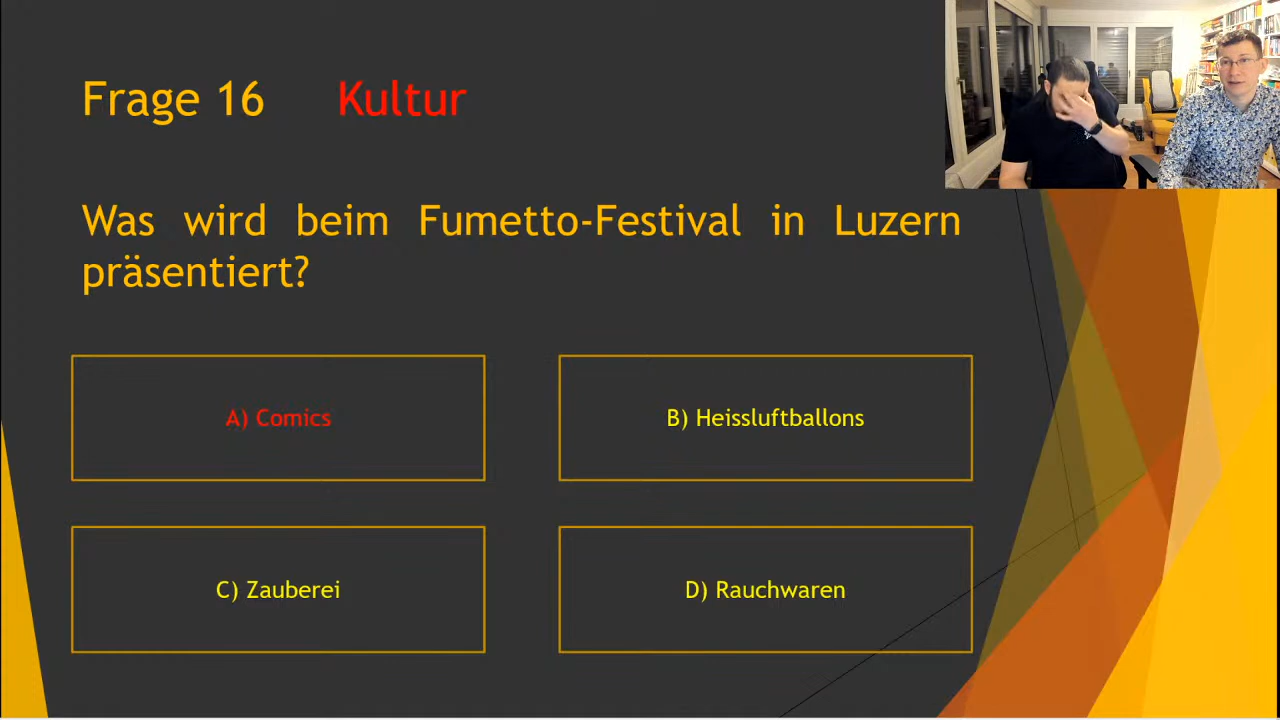 Frage 16 Kultur
Was wird beim Fumetto-Festival in Luzern
präsentiert?
A) Comics
B) Heissluftballons
C) Zauberei
D) Rauchwaren